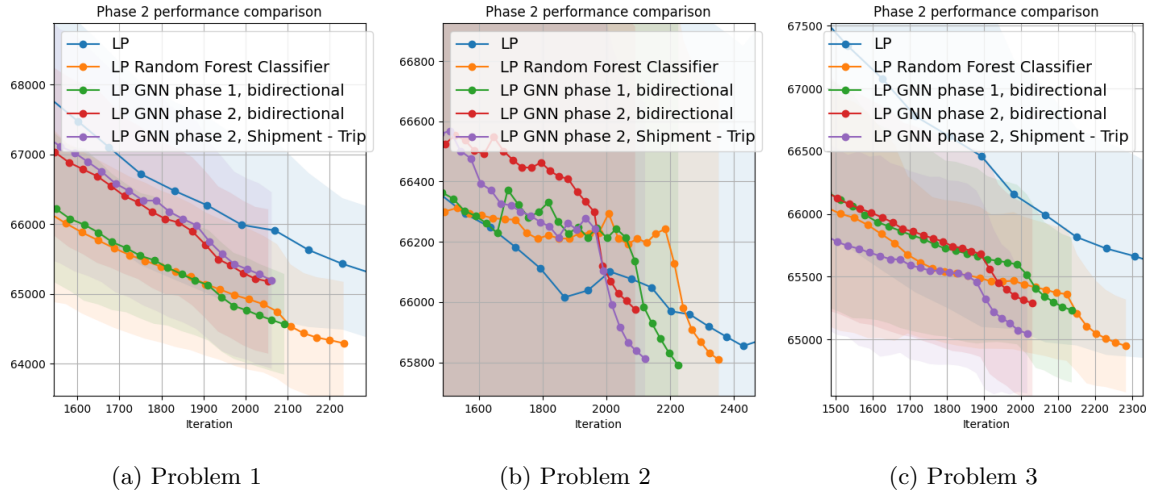 Phase 2 performance comparison
LP
LP Random Forest Classifier
LP GNN phase 1, bidirectional
LP GNN phase 2, bidirectional
LP GNN phase 2, Shipment - Trip
68000
67000
66000
65000
64000
1600 1700 1800 1900 2000 2100 2200
Iteration
(a) Problem 1
Phase 2 performance comparison
LP
LP Random Forest Classifier
LP GNN phase 1, bidirectional
LP GNN phase 2, bidirectional
LP GNN phase 2, Shipment - Trip
66800
66600
66400
66200
66000
65800
1600 1800 2000 2200 2400
Iteration
(b) Problem 2
Phase 2 performance comparison
LP
LP Random Forest Classifier
LP GNN phase 1, bidirectional
LP GNN phase 2, bidirectional
LP GNN phase 2, Shipment - Trip
67500
67000
66500
66000
65500
65000
1500 1600 1700 1800 1900 2000 2100 2200 2300
Iteration
(c) Problem 3